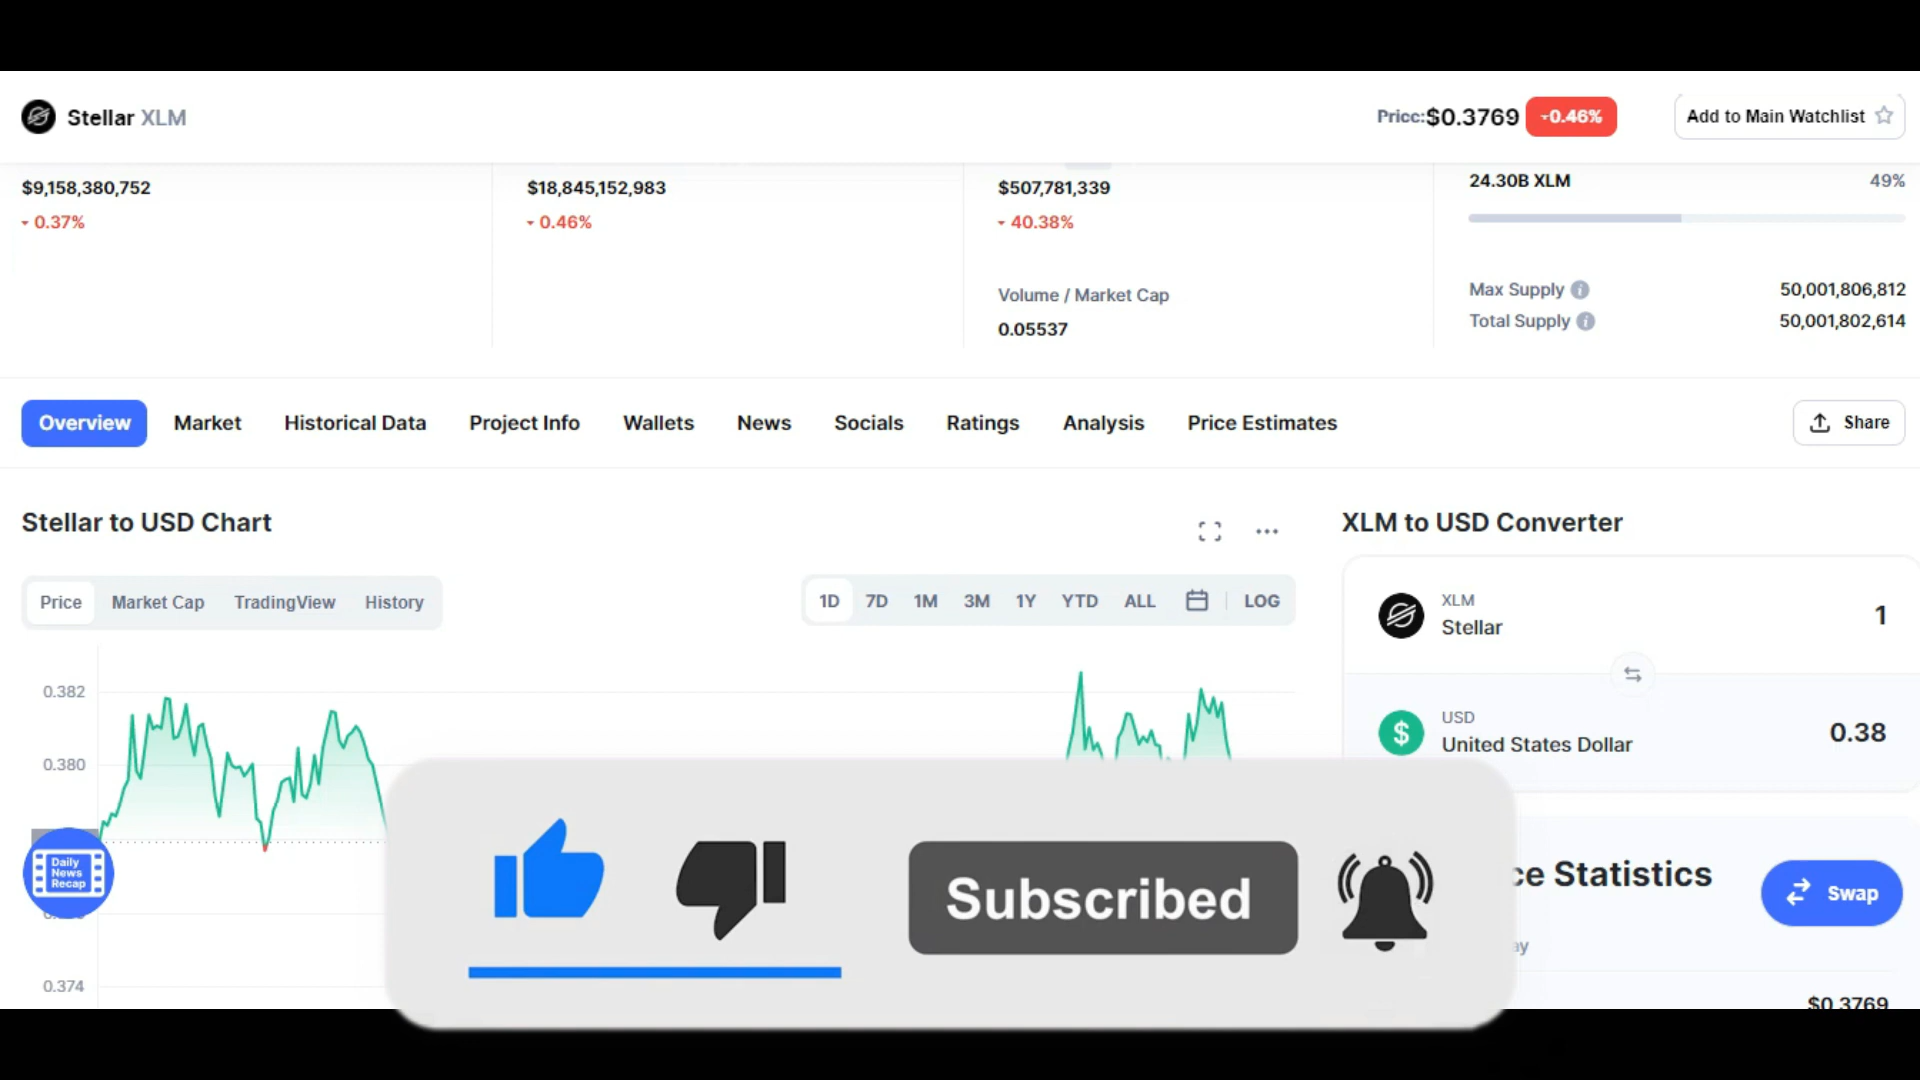 Stellar XLM
Price: $0.3769 0.46% Add to Main Watchlist
$9,158,380,752 $18,845,152,983 $507,781,339 24.30B XLM 49%
0.37% 0.46% 40.38%
Volume / Market Cap Max Supply 50,001,806,812
0.05537 Total Supply 50,001,802,614
Overview Market Historical Data Project Info Wallets News Socials Ratings Analysis Price Estimates Share
Stellar to USD Chart
Price Market Cap TradingView History 1D 7D 1M 3M 1Y YTD ALL LOG
0.382
0.380
0.374
Daily
News
Recap
Subscribed
XLM to USD Converter
XLM
Stellar 1
USD
United States Dollar 0.38
ce Statistics
Swap
ay
$0.3769